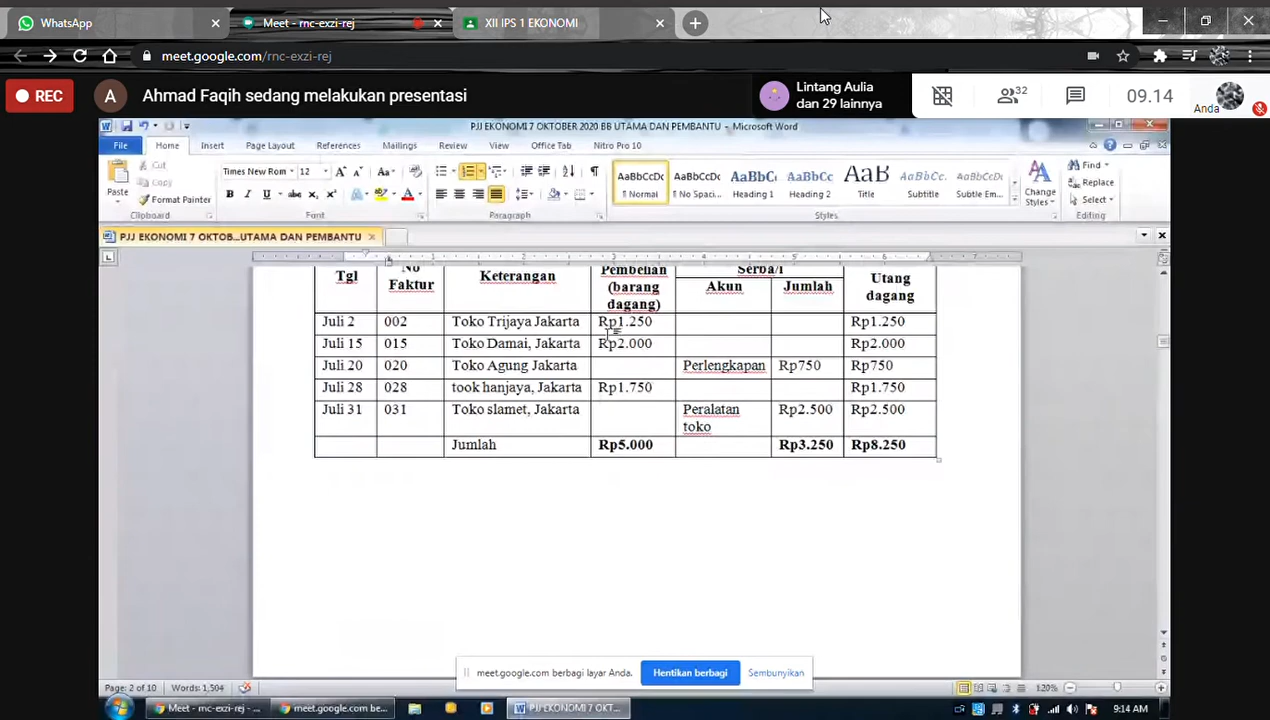 WhatsApp
Meet - rnc-exzi-rej
XII IPS 1 EKONOMI
meet.google.com/rnc-exzi-rej
REC
A
Ahmad Faqih sedang melakukan presentasi
Lintang Aulia
dan 29 lainnya
32
09.14
Anda
PJJ EKONOMI 7 OKTOBER 2020 BB UTAMA DAN PEMBANTU - Microsoft Word
File Home Insert Page Layout References Mailings Review View Office Tab Nitro Pro 10
Paste
Cut
Copy
Format Painter
Clipboard
Times New Rom 12
Font
Paragraph
AaBbCcDc AaBbCcDc AaBbC AaBbCc AaB AaBbCc. AaBbCcDc
¶ Normal ¶ No Spaci... Heading 1 Heading 2 Title Subtitle Subtle Em...
Change
Styles
Styles
Find
Replace
Select
Editing
PJJ EKONOMI 7 OKTOB...UTAMA DAN PEMBANTU
Tgl No Faktur Keterangan Pembelian (barang dagang) Serba/i Utang dagang
Akun Jumlah
Juli 2 002 Toko Trijaya Jakarta Rp1.250 Rp1.250
Juli 15 015 Toko Damai, Jakarta Rp2.000 Rp2.000
Juli 20 020 Toko Agung Jakarta Perlengkapan Rp750 Rp750
Juli 28 028 took hanjaya, Jakarta Rp1.750 Rp1.750
Juli 31 031 Toko slamet, Jakarta Peralatan toko Rp2.500 Rp2.500
Jumlah Rp5.000 Rp3.250 Rp8.250
meet.google.com berbagi layar Anda. Hentikan berbagi Sembunyikan
Page: 2 of 10 Words: 1,504 120%
Meet - rnc-exzi-rej - ... meet.google.com be... PJJ EKONOMI 7 OKT... 9:14 AM